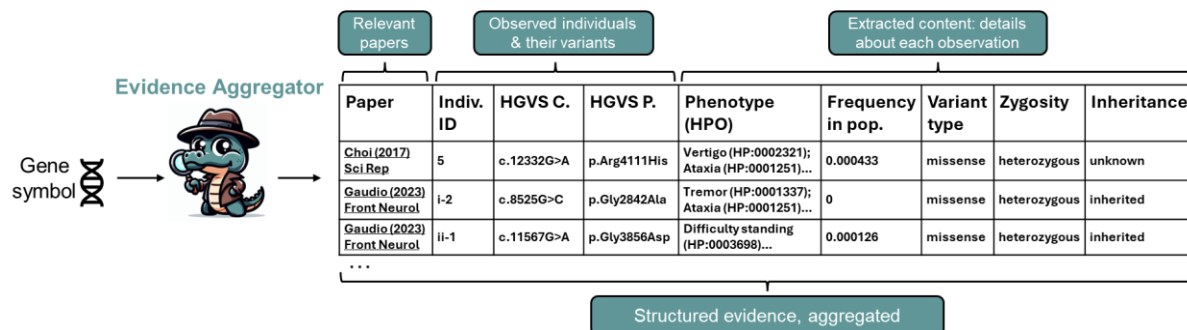 Relevant
papers
Observed individuals
& their variants
Extracted content: details
about each observation
Evidence Aggregator
Gene
symbol
Paper Indiv. ID HGVS C. HGVS P. Phenotype (HPO) Frequency in pop. Variant type Zygosity Inheritance
Choi (2017) Sci Rep 5 c.12332G>A p.Arg4111His Vertigo (HP:0002321); Ataxia (HP:0001251)... 0.000433 missense heterozygous unknown
Gaudio (2023) Front Neurol i-2 c.8525G>C p.Gly2842Ala Tremor (HP:0001337); Ataxia (HP:0001251)... 0 missense heterozygous inherited
Gaudio (2023) Front Neurol ii-1 c.11567G>A p.Gly3856Asp Difficulty standing (HP:0003698)... 0.000126 missense heterozygous inherited
...
Structured evidence, aggregated